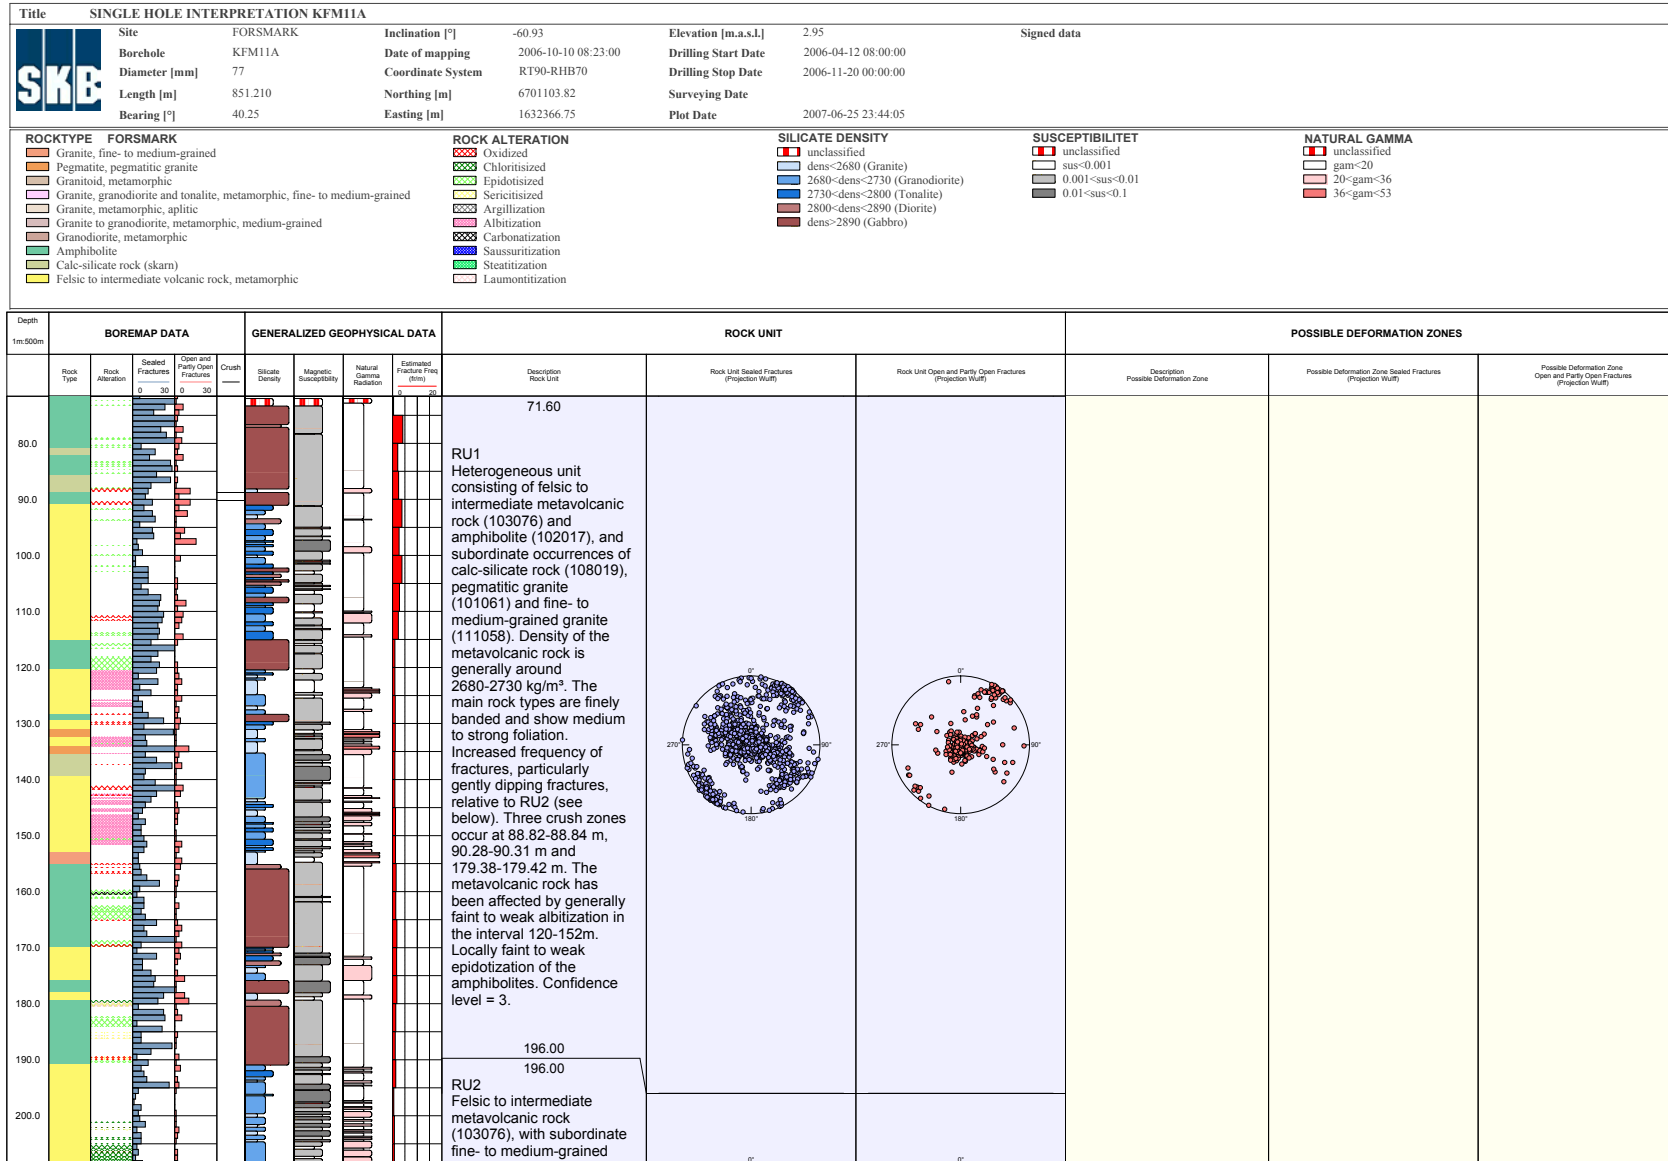 Title SINGLE HOLE INTERPRETATION KFM11A
SKB
Site FORSMARK Inclination [°] -60.93 Elevation [m.a.s.l.] 2.95 Signed data
Borehole KFM11A Date of mapping 2006-10-10 08:23:00 Drilling Start Date 2006-04-12 08:00:00
Diameter [mm] 77 Coordinate System RT90-RHB70 Drilling Stop Date 2006-11-20 00:00:00
Length [m] 851.210 Northing [m] 6701103.82 Surveying Date
Bearing [°] 40.25 Easting [m] 1632366.75 Plot Date 2007-06-25 23:44:05
ROCKTYPE FORSMARK
Granite, fine- to medium-grained
Pegmatite, pegmatitic granite
Granitoid, metamorphic
Granite, granodiorite and tonalite, metamorphic, fine- to medium-grained
Granite, metamorphic, aplitic
Granite to granodiorite, metamorphic, medium-grained
Granodiorite, metamorphic
Amphibolite
Calc-silicate rock (skarn)
Felsic to intermediate volcanic rock, metamorphic
ROCK ALTERATION
Oxidized
Chloritisized
Epidotisized
Sericitisized
Argillization
Albitization
Carbonatization
Saussuritization
Steatitization
Laumontitization
SILICATE DENSITY
unclassified
dens<2680 (Granite)
2680<dens<2730 (Granodiorite)
2730<dens<2800 (Tonalite)
2800<dens<2890 (Diorite)
dens>2890 (Gabbro)
SUSCEPTIBILITET
unclassified
sus<0.001
0.001<sus<0.01
0.01<sus<0.1
NATURAL GAMMA
unclassified
gam<20
20<gam<36
36<gam<53
Depth
1m:500m
BOREMAP DATA
GENERALIZED GEOPHYSICAL DATA
ROCK UNIT
POSSIBLE DEFORMATION ZONES
Rock
Type
Rock
Alteration
Sealed
Fractures
0 30
Open and
Partly Open
Fractures
0 30
Crush
Silicate
Density
Magnetic
Susceptibility
Natural
Gamma
Radiation
Estimated
Fracture Freq
(fr/m)
0 20
Description
Rock Unit
Rock Unit Sealed Fractures
(Projection Wulff)
Rock Unit Open and Partly Open Fractures
(Projection Wulff)
Description
Possible Deformation Zone
Possible Deformation Zone Sealed Fractures
(Projection Wulff)
Possible Deformation Zone
Open and Partly Open Fractures
(Projection Wulff)
80.0
90.0
100.0
110.0
120.0
130.0
140.0
150.0
160.0
170.0
180.0
190.0
200.0
71.60
RU1
Heterogeneous unit
consisting of felsic to
intermediate metavolcanic
rock (103076) and
amphibolite (102017), and
subordinate occurrences of
calc-silicate rock (108019),
pegmatitic granite
(101061) and fine- to
medium-grained granite
(111058). Density of the
metavolcanic rock is
generally around
2680-2730 kg/m³. The
main rock types are finely
banded and show medium
to strong foliation.
Increased frequency of
fractures, particularly
gently dipping fractures,
relative to RU2 (see
below). Three crush zones
occur at 88.82-88.84 m,
90.28-90.31 m and
179.38-179.42 m. The
metavolcanic rock has
been affected by generally
faint to weak albitization in
the interval 120-152m.
Locally faint to weak
epidotization of the
amphibolites. Confidence
level = 3.
196.00
196.00
RU2
Felsic to intermediate
metavolcanic rock
(103076), with subordinate
fine- to medium-grained
0°
270° 90°
180°
0°
270° 90°
180°
0° 0°